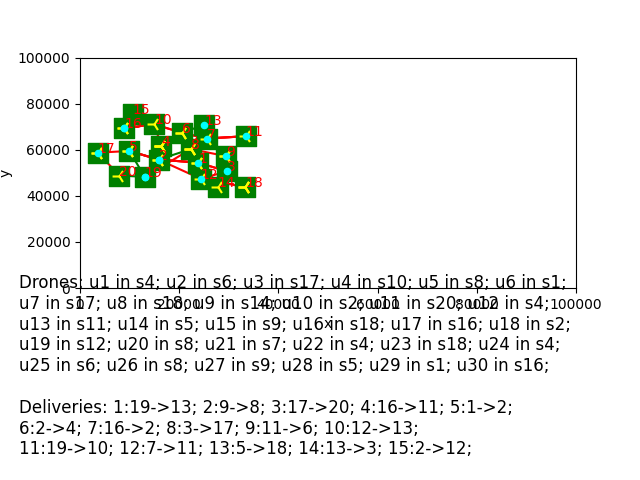 100000
80000
60000
40000
20000
0
y
Drones: u1 in s4; u2 in s6; u3 in s17; u4 in s10; u5 in s8; u6 in s1;
u7 in s17; u8 in s18; u9 in s14; u10 in s2; u11 in s20; u12 in s4;
0 20000 40000 60000 80000 100000
x
u13 in s11; u14 in s5; u15 in s9; u16 in s18; u17 in s16; u18 in s2;
u19 in s12; u20 in s8; u21 in s7; u22 in s4; u23 in s18; u24 in s4;
u25 in s6; u26 in s8; u27 in s9; u28 in s5; u29 in s1; u30 in s16;
Deliveries: 1:19->13; 2:9->8; 3:17->20; 4:16->11; 5:1->2;
6:2->4; 7:16->2; 8:3->17; 9:11->6; 10:12->13;
11:19->10; 12:7->11; 13:5->18; 14:13->3; 15:2->12;